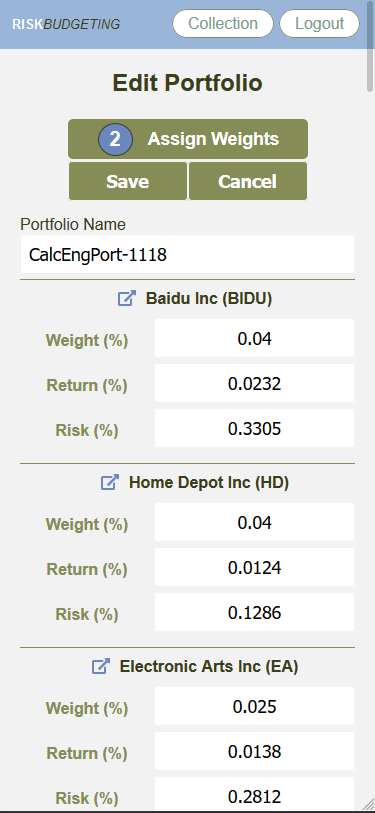 RISKBUDGETING Collection Logout
Edit Portfolio
2 Assign Weights
Save Cancel
Portfolio Name
CalcEngPort-1118
Baidu Inc (BIDU)
Weight (%) 0.04
Return (%) 0.0232
Risk (%) 0.3305
Home Depot Inc (HD)
Weight (%) 0.04
Return (%) 0.0124
Risk (%) 0.1286
Electronic Arts Inc (EA)
Weight (%) 0.025
Return (%) 0.0138
Risk (%) 0.2812